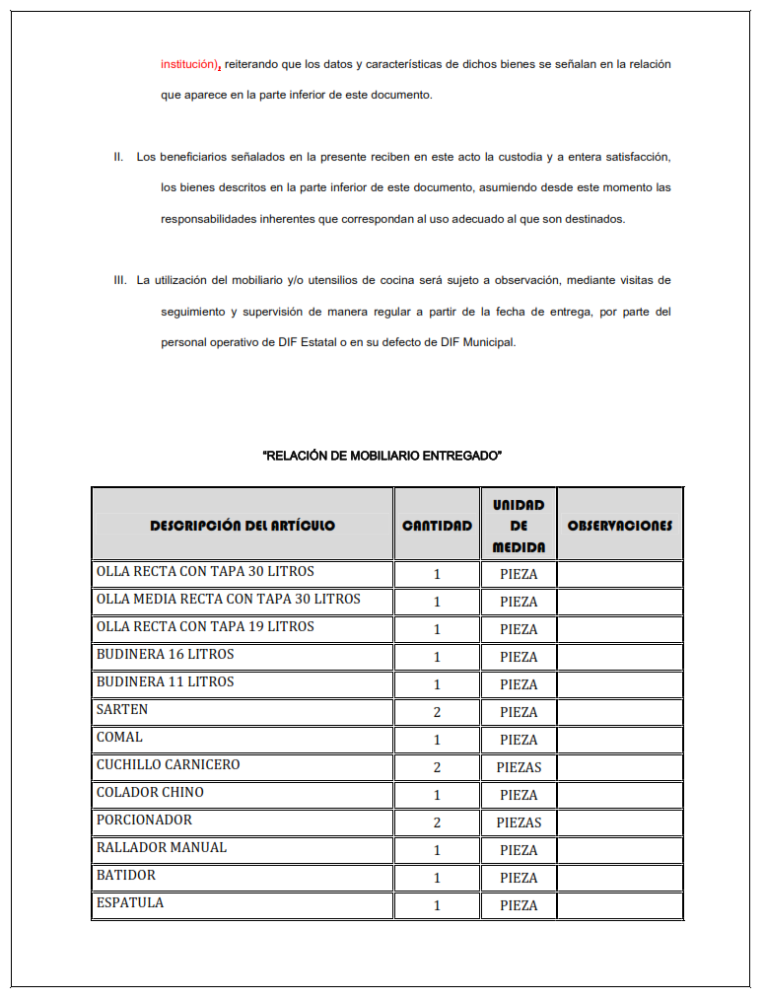 institución), reiterando que los datos y características de dichos bienes se señalan en la relación
que aparece en la parte inferior de este documento.
II. Los beneficiarios señalados en la presente reciben en este acto la custodia y a entera satisfacción,
los bienes descritos en la parte inferior de este documento, asumiendo desde este momento las
responsabilidades inherentes que correspondan al uso adecuado al que son destinados.
III. La utilización del mobiliario y/o utensilios de cocina será sujeto a observación, mediante visitas de
seguimiento y supervisión de manera regular a partir de la fecha de entrega, por parte del
personal operativo de DIF Estatal o en su defecto de DIF Municipal.
“RELACIÓN DE MOBILIARIO ENTREGADO”
DESCRIPCIÓN DEL ARTÍCULO CANTIDAD UNIDAD DE MEDIDA OBSERVACIONES
OLLA RECTA CON TAPA 30 LITROS 1 PIEZA
OLLA MEDIA RECTA CON TAPA 30 LITROS 1 PIEZA
OLLA RECTA CON TAPA 19 LITROS 1 PIEZA
BUDINERA 16 LITROS 1 PIEZA
BUDINERA 11 LITROS 1 PIEZA
SARTEN 2 PIEZA
COMAL 1 PIEZA
CUCHILLO CARNICERO 2 PIEZAS
COLADOR CHINO 1 PIEZA
PORCIONADOR 2 PIEZAS
RALLADOR MANUAL 1 PIEZA
BATIDOR 1 PIEZA
ESPATULA 1 PIEZA